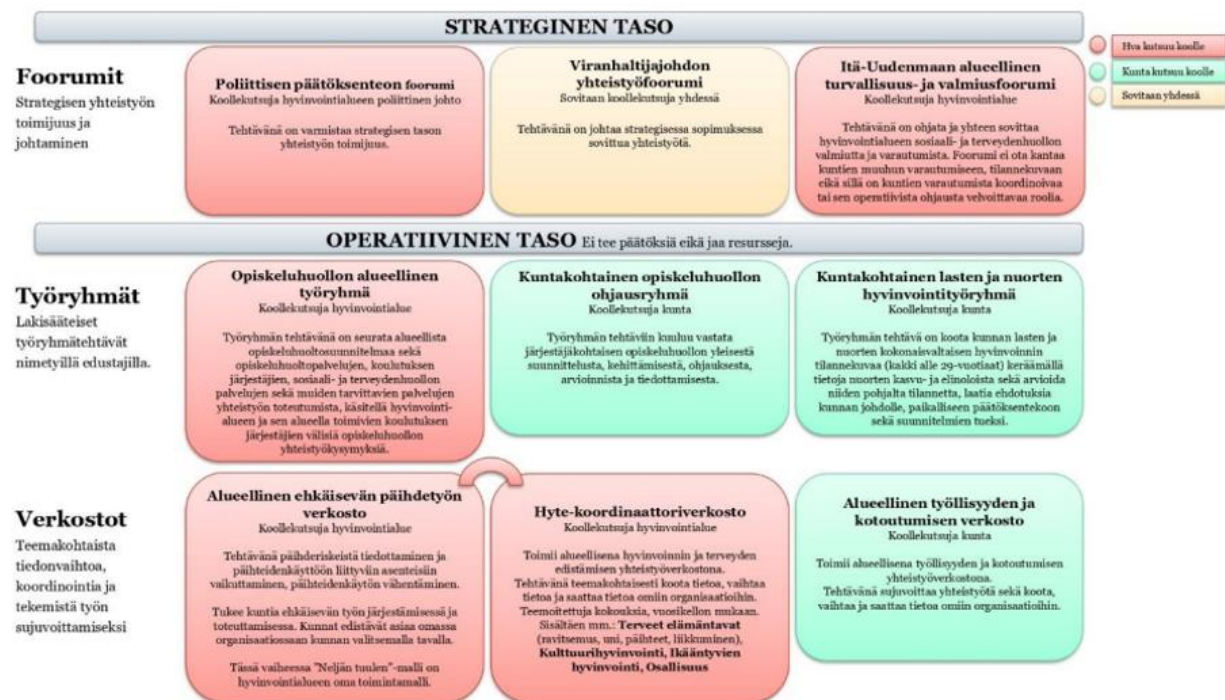 STRATEGINEN TASO
Hva kutsuu koolle
Kunta kutsuu koolle
Sovitaan yhdessä
Foorumit
Strategisen yhteistyön
toimijuus ja
johtaminen
Poliittisen päätöksenteon foorumi
Koollekutsuja hyvinvointialueen poliittinen johto
Tehtävänä on varmistaa strategisen tason
yhteistyön toimijuus.
Viranhaltijajohdon
yhteistyöfoorumi
Sovitaan koollekutsuja yhdessä
Tehtävänä on johtaa strategisessa sopimuksessa
sovittua yhteistyötä.
Itä-Uudenmaan alueellinen
turvallisuus- ja valmiusfoorumi
Koollekutsuja hyvinvointialue
Tehtävänä on ohjata ja yhteen sovittaa
hyvinvointialueen sosiaali- ja terveydenhuollon
valmiutta ja varautumista. Foorumi ei ota kantaa
kuntien muuhun varautumiseen, tilannekuvaan
eikä sillä on kuntien varautumista koordinoivaa
tai sen operatiivista ohjausta velvoittavaa roolia.
OPERATIIVINEN TASO Ei tee päätöksiä eikä jaa resursseja.
Työryhmät
Lakisääteiset
työryhmätehtävät
nimetyillä edustajilla.
Opiskeluhuollon alueellinen
työryhmä
Koollekutsuja hyvinvointialue
Työryhmän tehtävänä on seurata alueellista
opiskeluhuoltosuunnitelmaa sekä
opiskeluhuoltopalvelujen, koulutuksen
järjestäjien, sosiaali- ja terveydenhuollon
palvelujen sekä muiden tarvittavien palvelujen
yhteistyön toteutumista, käsitellä hyvinvointi-
alueen ja sen alueella toimivien koulutuksen
järjestäjien välisiä opiskeluhuollon
yhteistyökysymyksiä.
Kuntakohtainen opiskeluhuollon
ohjausryhmä
Koollekutsuja kunta
Työryhmän tehtäviin kuuluu vastata
järjestäjäkohtaisen opiskeluhuollon yleisestä
suunnittelusta, kehittämisestä, ohjauksesta,
arvioinnista ja tiedottamisesta.
Kuntakohtainen lasten ja nuorten
hyvinvointityöryhmä
Koollekutsuja kunta
Työryhmän tehtävä on koota kunnan lasten ja
nuorten kokonaisvaltaisen hyvinvoinnin
tilannekuvaa (kakki alle 29-vuotiaat) keräämällä
tietoja nuorten kasvu- ja elinoloista sekä arvioida
niiden pohjalta tilannetta, laatia ehdotuksia
kunnan johdolle, paikalliseen päätöksentekoon
sekä suunnitelmien tueksi.
Verkostot
Teemakohtaista
tiedonvaihtoa,
koordinointia ja
tekemistä työn
sujuvoittamiseksi
Alueellinen ehkäisevän päihdetyön
verkosto
Koollekutsuja hyvinvointialue
Tehtävänä päihderiskeistä tiedottaminen ja
päihteidenkäyttöön liittyviin asenteisiin
vaikuttaminen, päihteidenkäytön vähentäminen.
Tukee kuntia ehkäisevän työn järjestämisessä ja
toteuttamisessa. Kunnat edistävät asiaa omassa
organisaatiossaan kunnan valitsemalla tavalla.
Tässä vaiheessa "Neljän tuulen"-malli on
hyvinvointialueen oma toimintamalli.
Hyte-koordinaattoriverkosto
Koollekutsuja hyvinvointialue
Toimii alueellisena hyvinvoinnin ja terveyden
edistämisen yhteistyöverkostona.
Tehtävänä teemakohtaisesti koota tietoa, vaihtaa
tietoa ja saattaa tietoa omiin organisaatioihin.
Teemoitettuja kokouksia, vuosikellon mukaan.
Sisältäen mm.: Terveet elämäntavat
(ravitsemus, uni, päihteet, liikkuminen),
Kulttuurihyvinvointi, Ikääntyvien
hyvinvointi, Osallisuus
Alueellinen työllisyyden ja
kotoutumisen verkosto
Koollekutsuja kunta
Toimii alueellisena työllisyyden ja kotoutumisen
yhteistyöverkostona.
Tehtävänä sujuvoittaa yhteistyötä sekä koota,
vaihtaa ja saattaa tietoa omiin organisaatioihin.